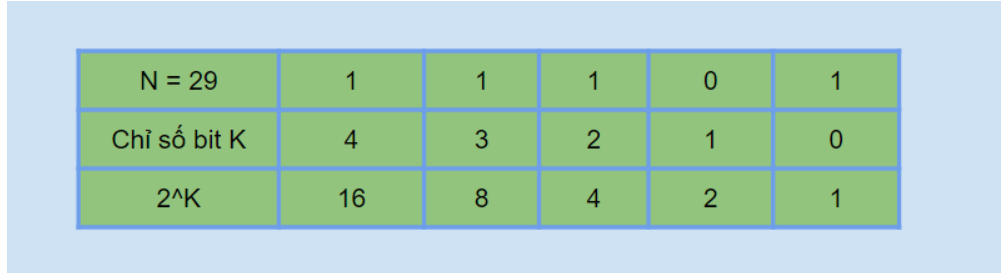 N = 29 1 1 1 0 1
Chỉ số bit K 4 3 2 1 0
2^K 16 8 4 2 1